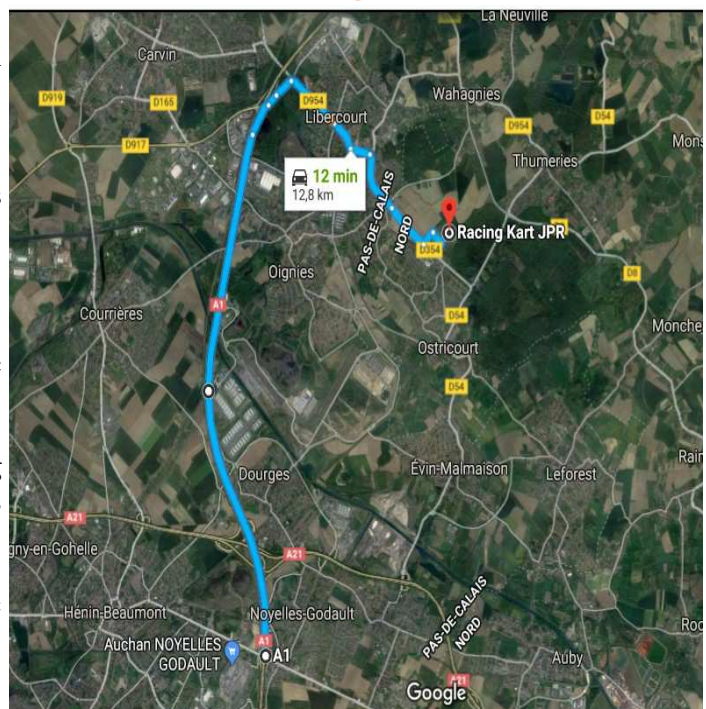 La Neuville
Carvin
D919
D165
D954
Wahagnies
D54
Libercourt
D954
A1
D917
Mons
Thumeries
12 min
12,8 km
PAS-DE-CALAIS
NORD
Racing Kart JPR
D354
Oignies
D8
A1
Courrières
D54
Monche
Ostricourt
D54
Dourges
Évin-Malmaison
Leforest
Rain
A21
gny-en-Gohelle
A21
Hénin-Beaumont
Noyelles-Godault
PAS-DE-CALAIS
NORD
Roc
A1
Auchan NOYELLES
GODAULT
A1
Auby
A21
Google